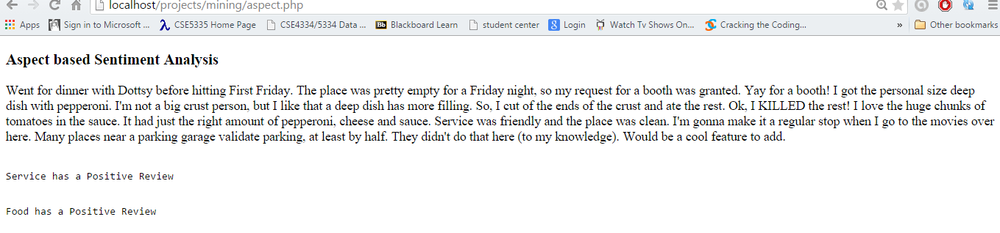 localhost/projects/mining/aspect.php
Apps Sign in to Microsoft ... CSE5335 Home Page CSE4334/5334 Data ... Bb Blackboard Learn student center 8 Login Watch Tv Shows On... Cracking the Coding... » Other bookmarks
Aspect based Sentiment Analysis
Went for dinner with Dottsy before hitting First Friday. The place was pretty empty for a Friday night, so my request for a booth was granted. Yay for a booth! I got the personal size deep
dish with pepperoni. I'm not a big crust person, but I like that a deep dish has more filling. So, I cut of the ends of the crust and ate the rest. Ok, I KILLED the rest! I love the huge chunks of
tomatoes in the sauce. It had just the right amount of pepperoni, cheese and sauce. Service was friendly and the place was clean. I'm gonna make it a regular stop when I go to the movies over
here. Many places near a parking garage validate parking, at least by half. They didn't do that here (to my knowledge). Would be a cool feature to add.
Service has a Positive Review
Food has a Positive Review